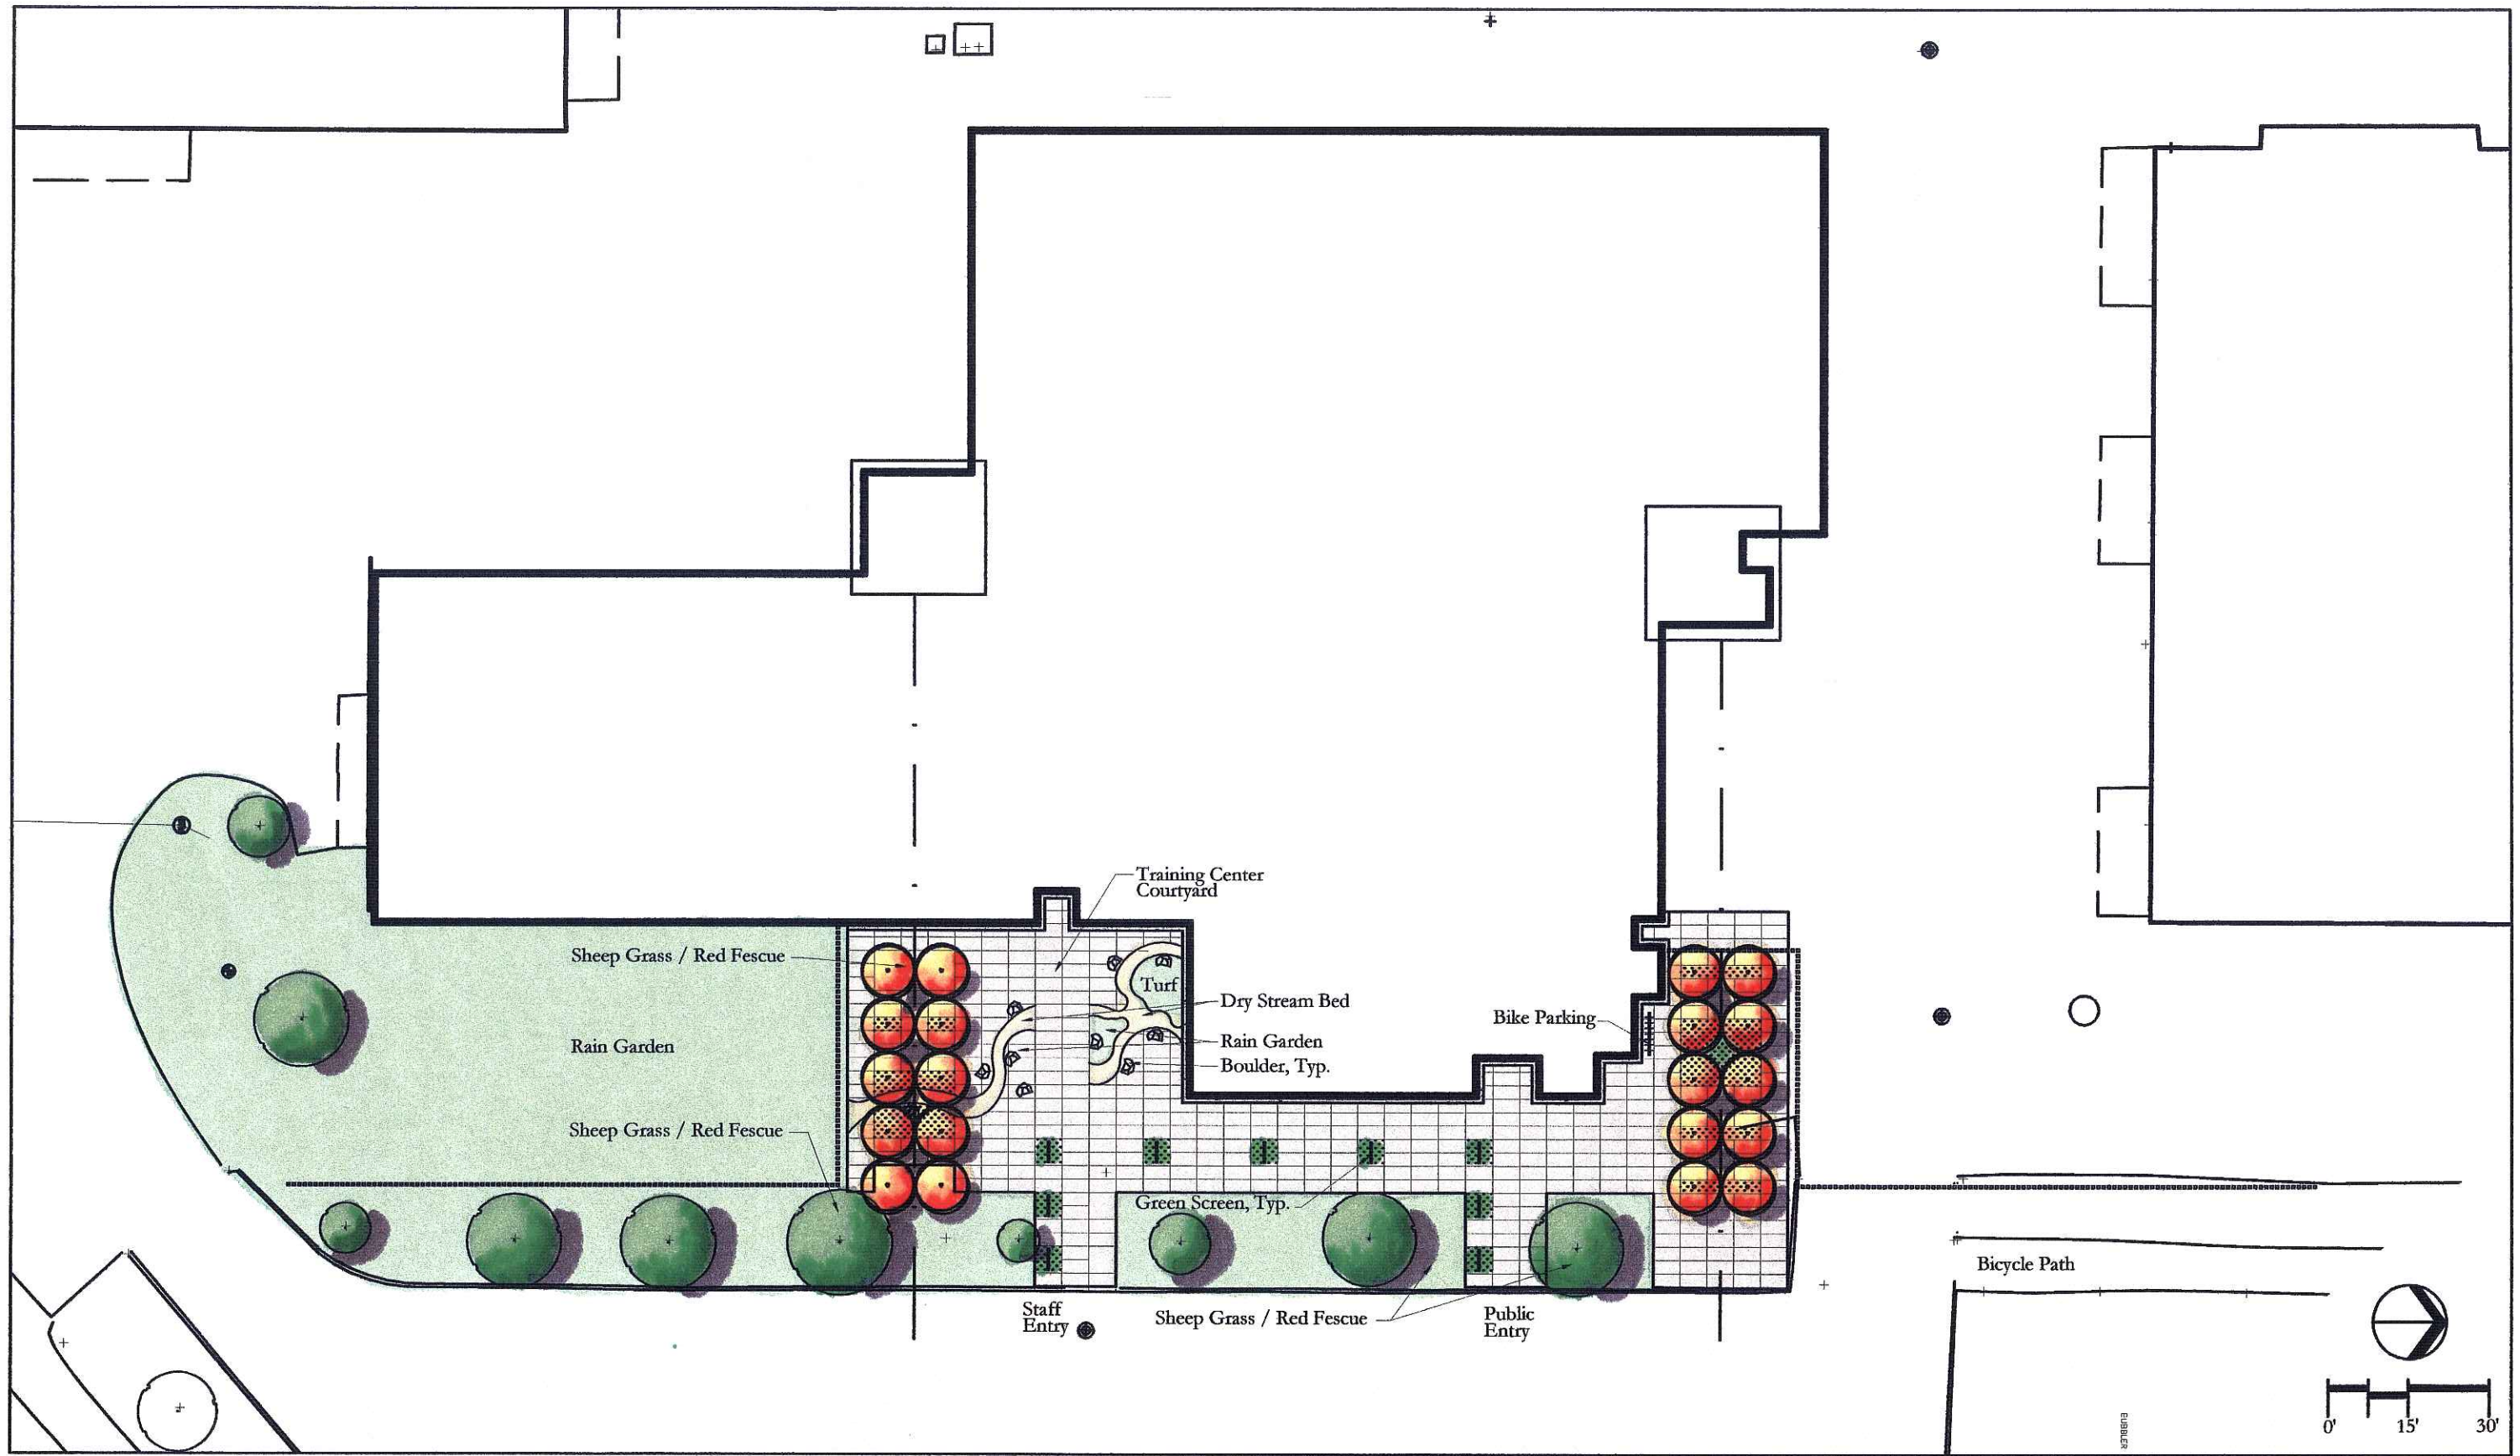 Training Center
Courtyard
Sheep Grass / Red Fescue
Turf
Dry Stream Bed
Bike Parking
Rain Garden
Rain Garden
Boulder, Typ.
Sheep Grass / Red Fescue
Green Screen, Typ.
Bicycle Path
Staff
Entry
Sheep Grass / Red Fescue
Public
Entry
0'
15'
30'
BUBBLER